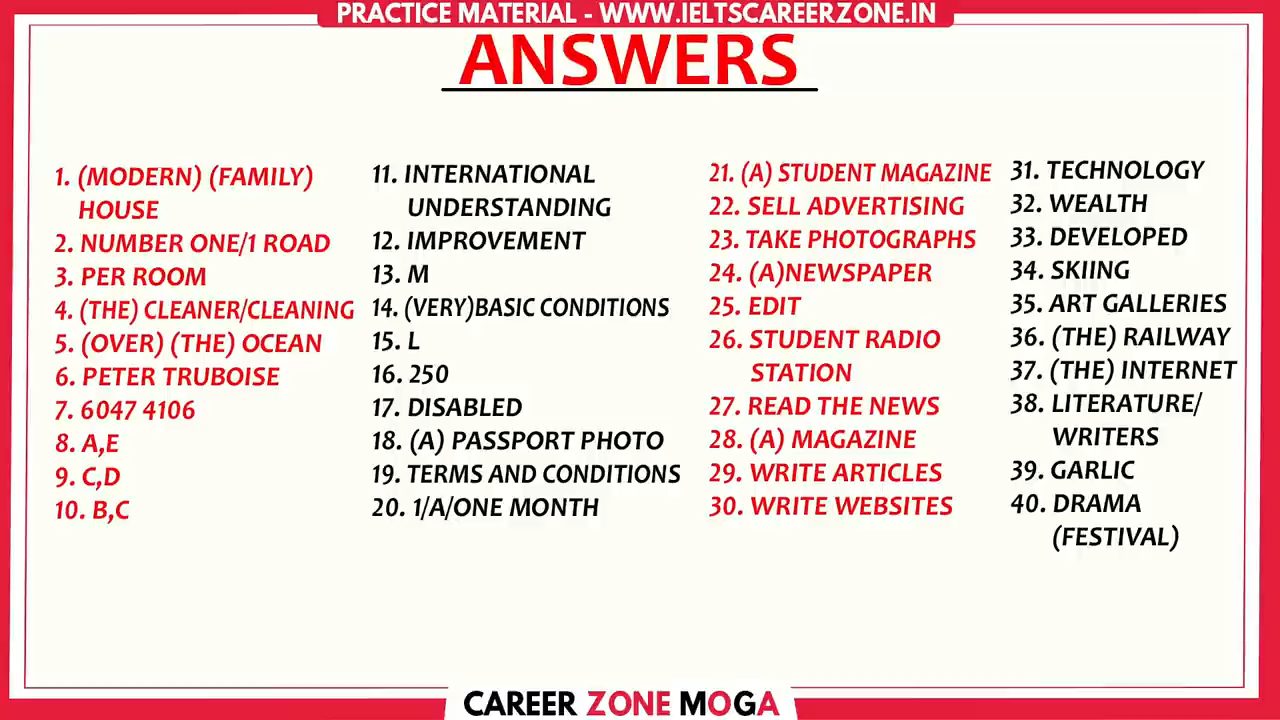 PRACTICE MATERIAL - WWW.IELTSCAREERZONE.IN
ANSWERS
1. (MODERN) (FAMILY)
HOUSE
2. NUMBER ONE/1 ROAD
3. PER ROOM
4. (THE) CLEANER/CLEANING
5. (OVER) (THE) OCEAN
6. PETER TRUBOISE
7. 6047 4106
8. A,E
9. C,D
10. B,C
11. INTERNATIONAL
UNDERSTANDING
12. IMPROVEMENT
13. M
14. (VERY)BASIC CONDITIONS
15. L
16. 250
17. DISABLED
18. (A) PASSPORT PHOTO
19. TERMS AND CONDITIONS
20. 1/A/ONE MONTH
21. (A) STUDENT MAGAZINE
22. SELL ADVERTISING
23. TAKE PHOTOGRAPHS
24. (A)NEWSPAPER
25. EDIT
26. STUDENT RADIO
STATION
27. READ THE NEWS
28. (A) MAGAZINE
29. WRITE ARTICLES
30. WRITE WEBSITES
31. TECHNOLOGY
32. WEALTH
33. DEVELOPED
34. SKIING
35. ART GALLERIES
36. (THE) RAILWAY
37. (THE) INTERNET
38. LITERATURE/
WRITERS
39. GARLIC
40. DRAMA
(FESTIVAL)
CAREER ZONE MOGA